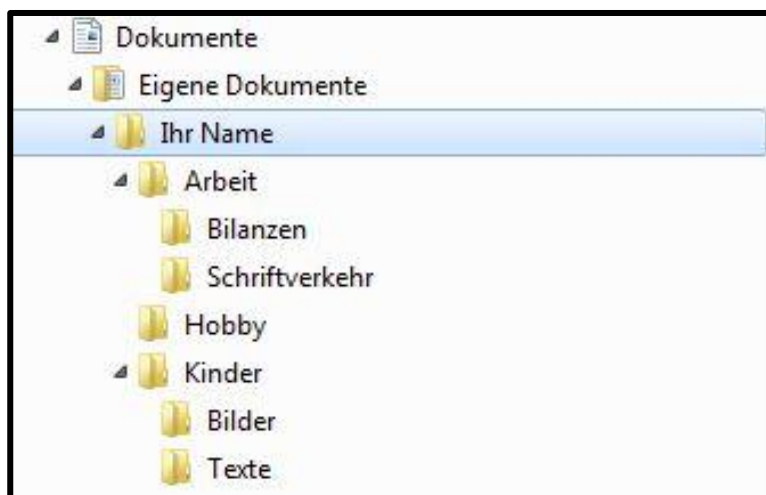 Dokumente
Eigene Dokumente
Ihr Name
Arbeit
Bilanzen
Schriftverkehr
Hobby
Kinder
Bilder
Texte